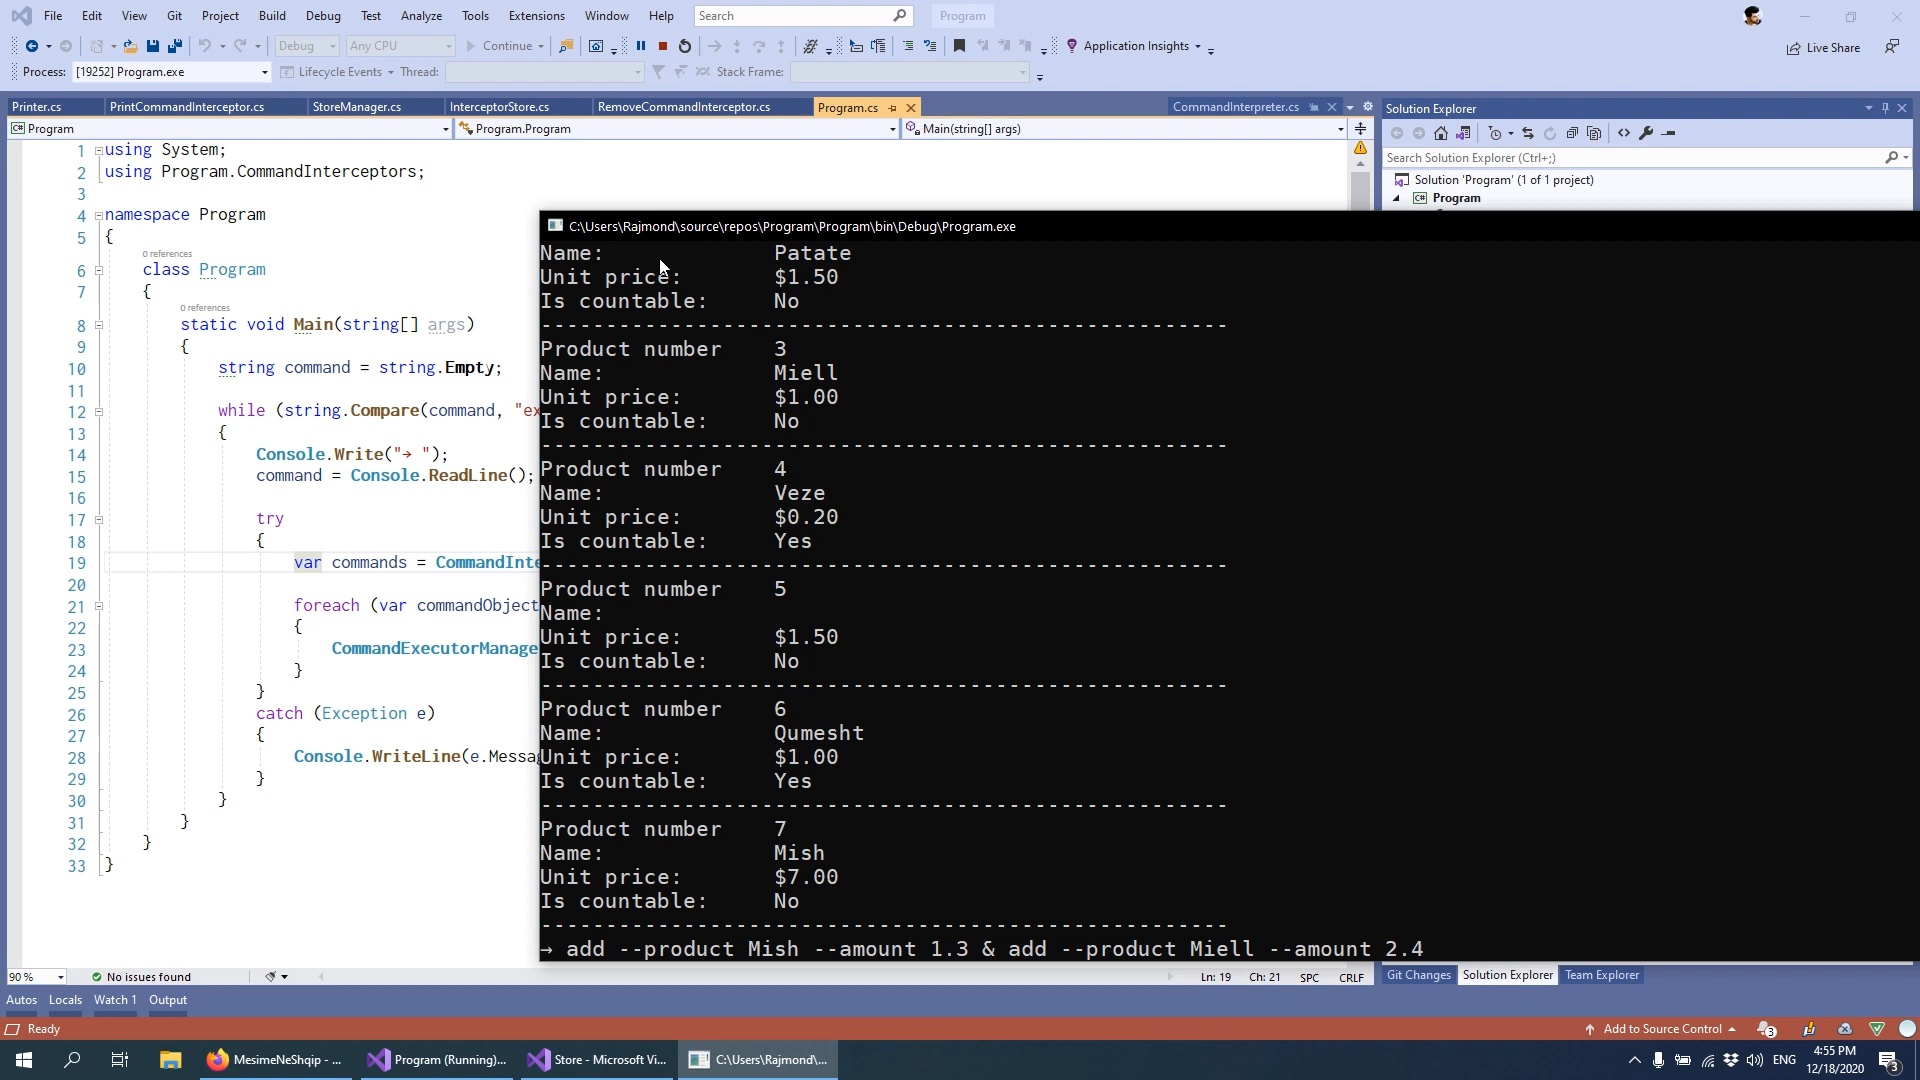 File Edit View Git Project Build Debug Test Analyze Tools Extensions Window Help Search Program
Debug Any CPU Continue Application Insights Live Share
Process: [19252] Program.exe Lifecycle Events Thread: Stack Frame:
Printer.cs PrintCommandInterceptor.cs StoreManager.cs InterceptorStore.cs RemoveCommandInterceptor.cs Program.cs CommandInterpreter.cs
Program Program.Program Main(string[] args)
Solution Explorer
Search Solution Explorer (Ctrl+;)
Solution 'Program' (1 of 1 project)
Program
1 using System;
2 using Program.CommandInterceptors;
3
4 namespace Program
5 {
0 references
6 class Program
7 {
0 references
8 static void Main(string[] args)
9 {
10 string command = string.Empty;
11
12 while (string.Compare(command, "ex
13 {
14 Console.Write("→ ");
15 command = Console.ReadLine();
16
17 try
18 {
19 var commands = CommandInte
20
21 foreach (var commandObject
22 {
23 CommandExecutorManage
24 }
25 }
26 catch (Exception e)
27 {
28 Console.WriteLine(e.Messa
29 }
30 }
31 }
32 }
33 }
C:\Users\Rajmond\source\repos\Program\Program\bin\Debug\Program.exe
Name: Patate
Unit price: $1.50
Is countable: No
------------------------------------------------------
Product number 3
Name: Miell
Unit price: $1.00
Is countable: No
------------------------------------------------------
Product number 4
Name: Veze
Unit price: $0.20
Is countable: Yes
------------------------------------------------------
Product number 5
Name:
Unit price: $1.50
Is countable: No
------------------------------------------------------
Product number 6
Name: Qumesht
Unit price: $1.00
Is countable: Yes
------------------------------------------------------
Product number 7
Name: Mish
Unit price: $7.00
Is countable: No
------------------------------------------------------
→ add --product Mish --amount 1.3 & add --product Miell --amount 2.4
90 % No issues found Ln: 19 Ch: 21 SPC CRLF
Git Changes Solution Explorer Team Explorer
Autos Locals Watch 1 Output
Ready Add to Source Control 3
MesimeNeShqip - ... Program (Running)... Store - Microsoft Vi... C:\Users\Rajmond\... ENG 4:55 PM
12/18/2020 3